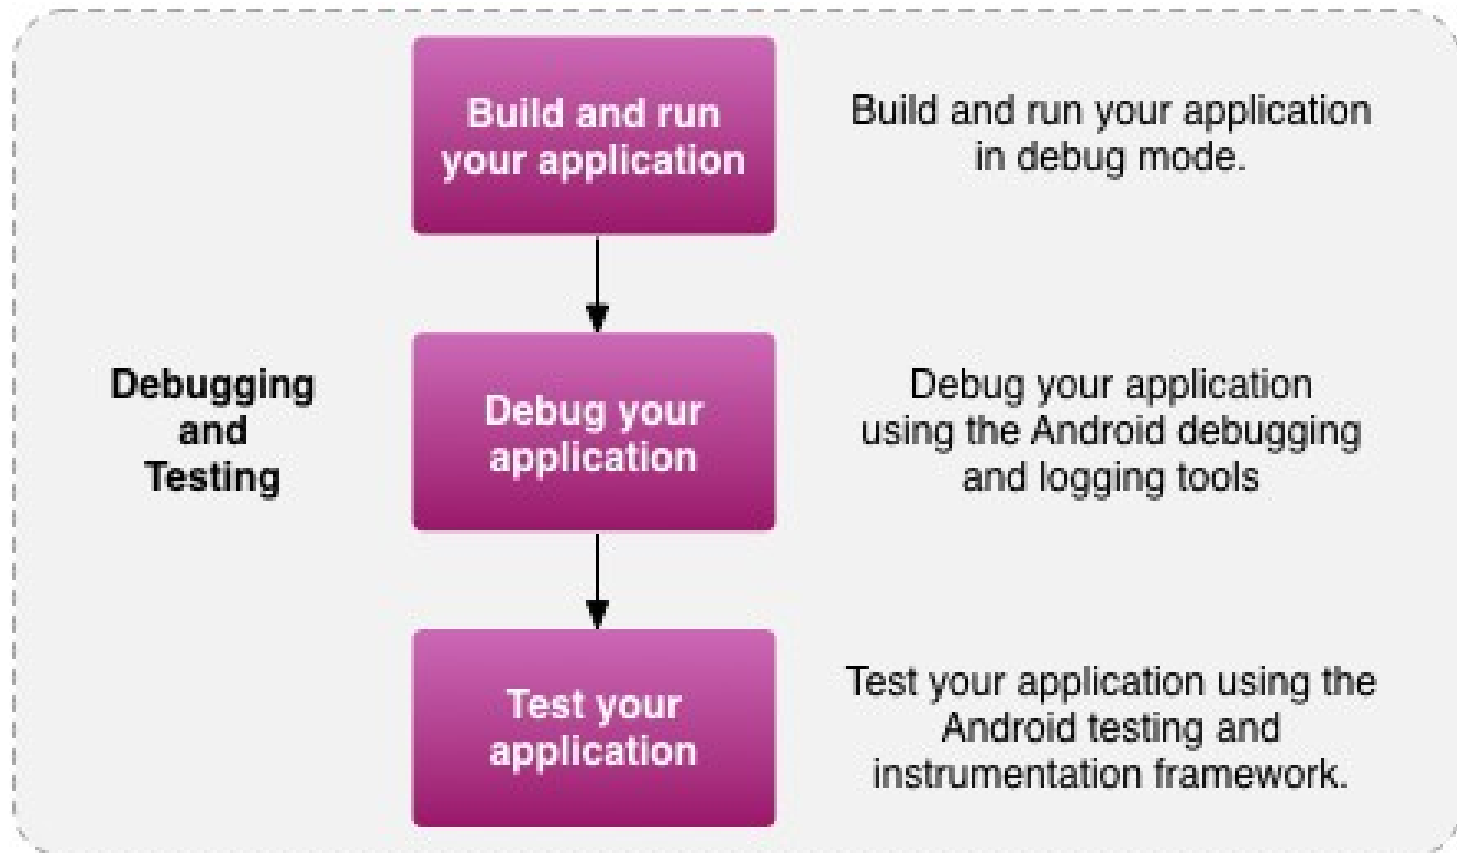 Build and run
your application
Build and run your application
in debug mode.
Debugging
and
Testing
Debug your
application
Debug your application
using the Android debugging
and logging tools
Test your
application
Test your application using the
Android testing and
instrumentation framework.